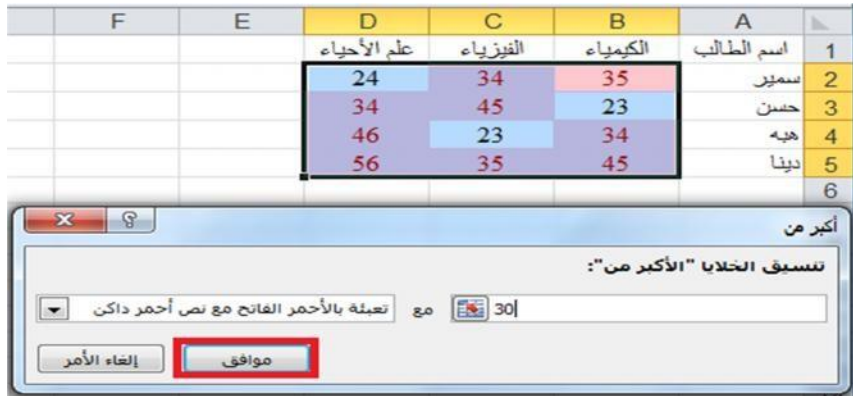 A B C D E F
1 اسم الطالب الكيمياء الفيزياء علم الأحياء
2 سمير 35 34 24
3 حسن 23 45 34
4 هبه 34 23 46
5 دينا 45 35 56
6
أكبر من
تنسيق الخلايا "الأكبر من":
30 مع تعبئة بالأحمر الفاتح مع نص أحمر داكن
موافق إلغاء الأمر